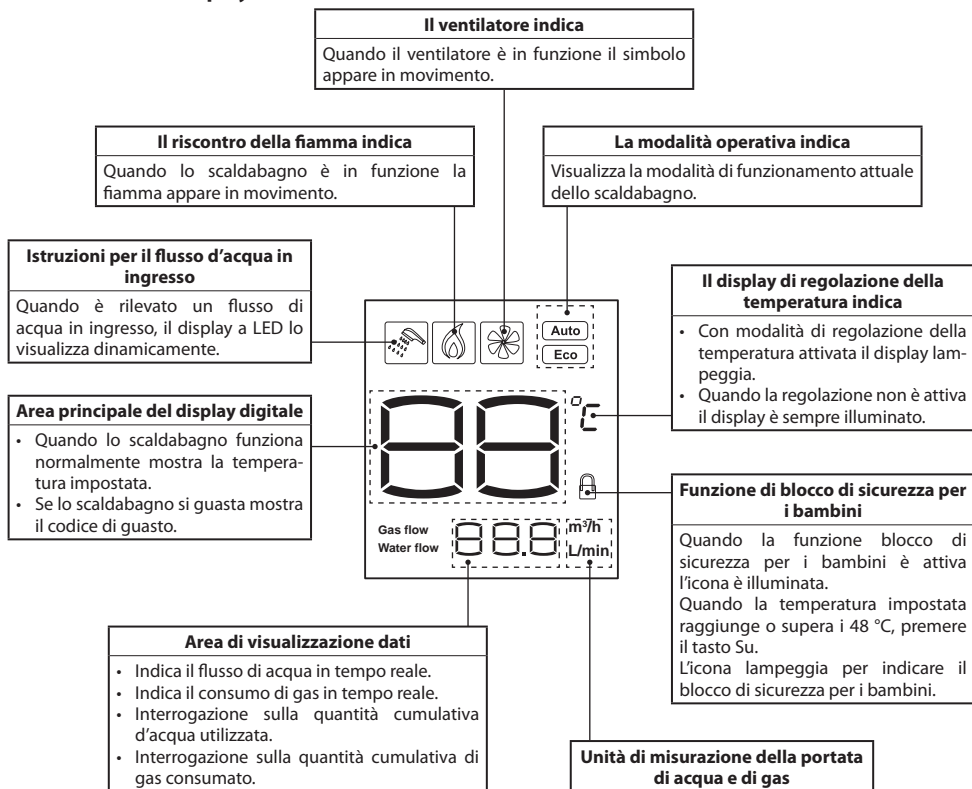 Il ventilatore indica
Quando il ventilatore è in funzione il simbolo
appare in movimento.
Il riscontro della fiamma indica
Quando lo scaldabagno è in funzione la
fiamma appare in movimento.
La modalità operativa indica
Visualizza la modalità di funzionamento attuale
dello scaldabagno.
Istruzioni per il flusso d'acqua in
ingresso
Quando è rilevato un flusso di
acqua in ingresso, il display a LED lo
visualizza dinamicamente.
Area principale del display digitale
• Quando lo scaldabagno funziona
normalmente mostra la tempera-
tura impostata.
• Se lo scaldabagno si guasta mostra
il codice di guasto.
Auto
Eco
88
°C
Gas flow
Water flow
88.8
m³/h
L/min
Il display di regolazione della
temperatura indica
• Con modalità di regolazione della
temperatura attivata il display lam-
peggia.
• Quando la regolazione non è attiva
il display è sempre illuminato.
Funzione di blocco di sicurezza per
i bambini
Quando la funzione blocco di
sicurezza per i bambini è attiva
l'icona è illuminata.
Quando la temperatura impostata
raggiunge o supera i 48 °C, premere
il tasto Su.
L'icona lampeggia per indicare il
blocco di sicurezza per i bambini.
Area di visualizzazione dati
• Indica il flusso di acqua in tempo reale.
• Indica il consumo di gas in tempo reale.
• Interrogazione sulla quantità cumulativa
d'acqua utilizzata.
• Interrogazione sulla quantità cumulativa di
gas consumato.
Unità di misurazione della portata
di acqua e di gas